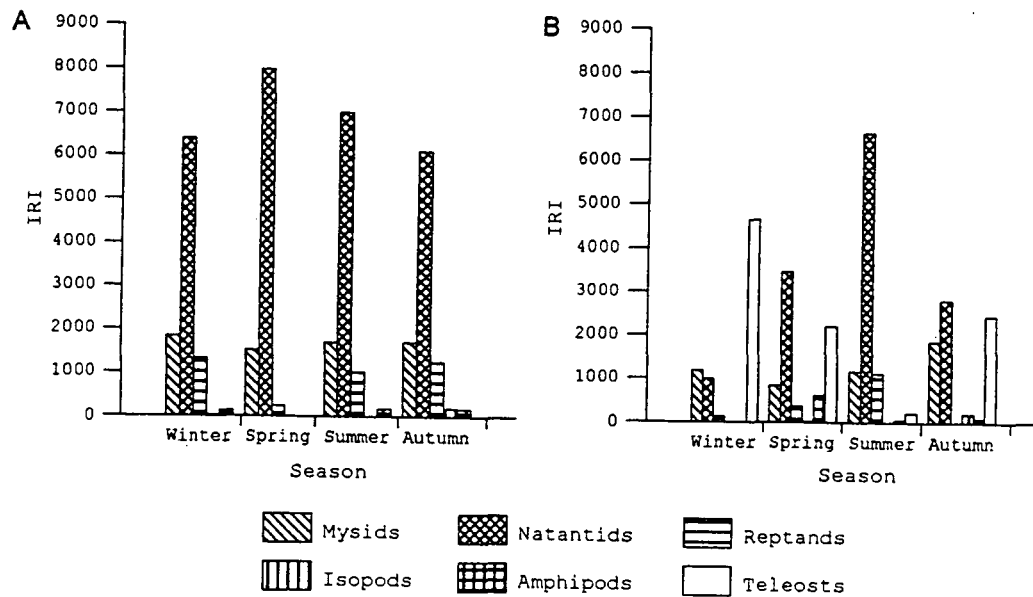 A
9000
8000
7000
6000
5000
4000
3000
2000
1000
0
IRI
Winter Spring Summer Autumn
Season
B
9000
8000
7000
6000
5000
4000
3000
2000
1000
0
IRI
Winter Spring Summer Autumn
Season
Mysids Natantids Reptands
Isopods Amphipods Teleosts